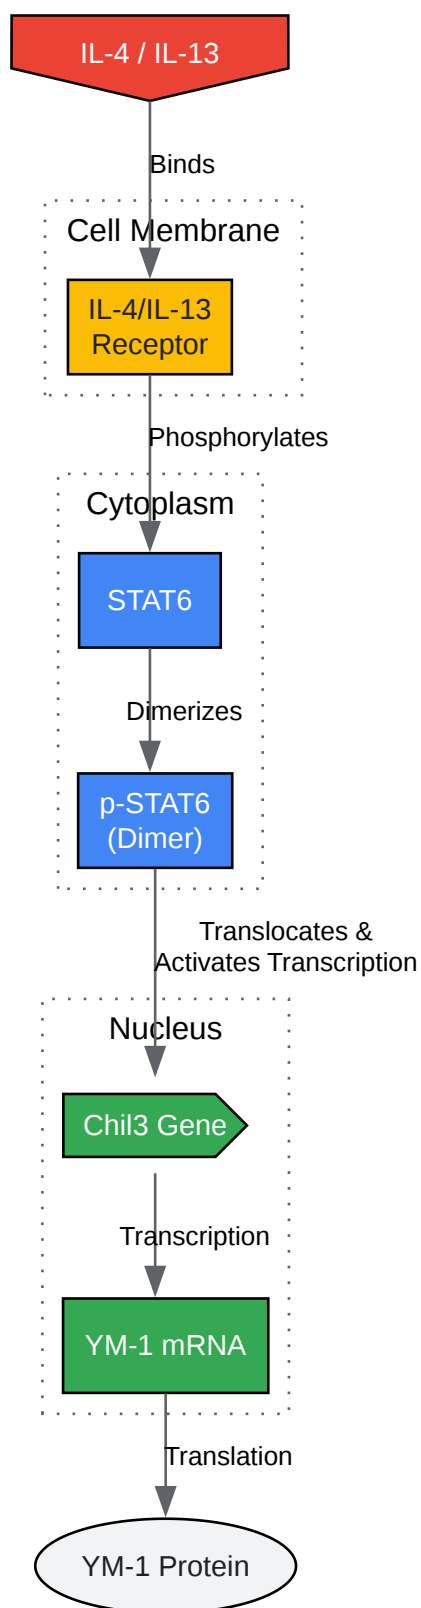 IL-4 / IL-13
Binds
Cell Membrane
IL-4/IL-13
Receptor
Phosphorylates
Cytoplasm
STAT6
Dimerizes
p-STAT6
(Dimer)
Translocates &
Activates Transcription
Nucleus
Chil3 Gene
Transcription
YM-1 mRNA
Translation
YM-1 Protein